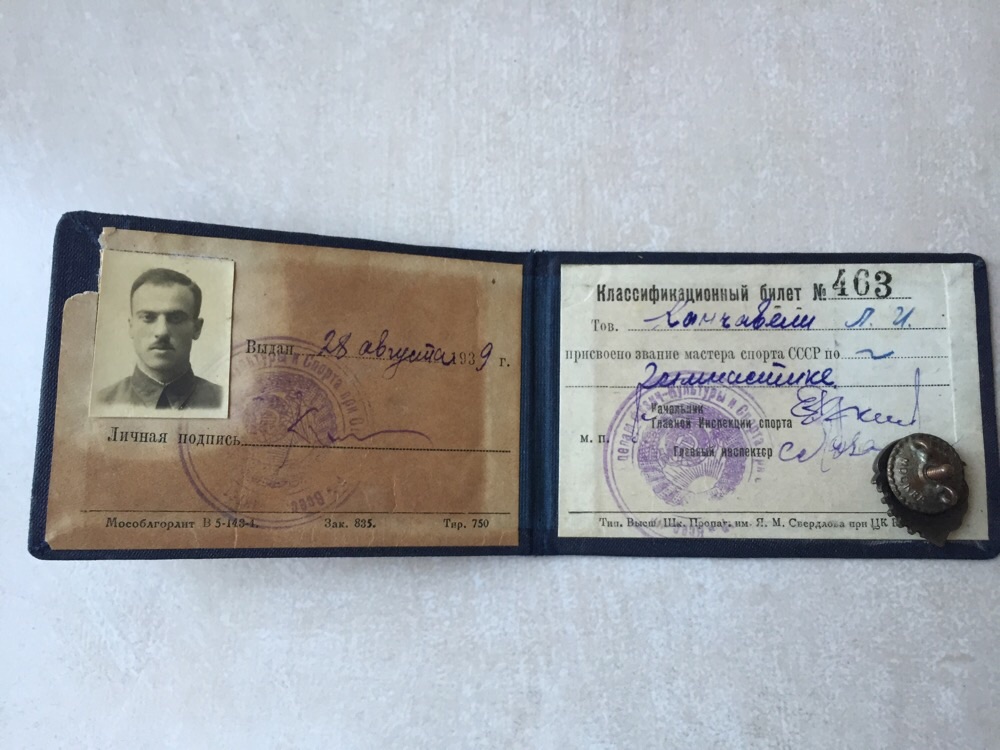 Выдан 28 августа 1939 г.
Личная подпись
Мособлгорлит В 5-143-1. Зак. 835. Тир. 750
Классификационный билет № 463
Тов. Канчавели Л. И.
присвоено звание мастера спорта СССР по
гимнастике
Начальник
Главной Инспекции спорта
м. п.
Главный инспектор
Тип. Высш. Шк. Пропаг. им. Я. М. Свердлова при ЦК